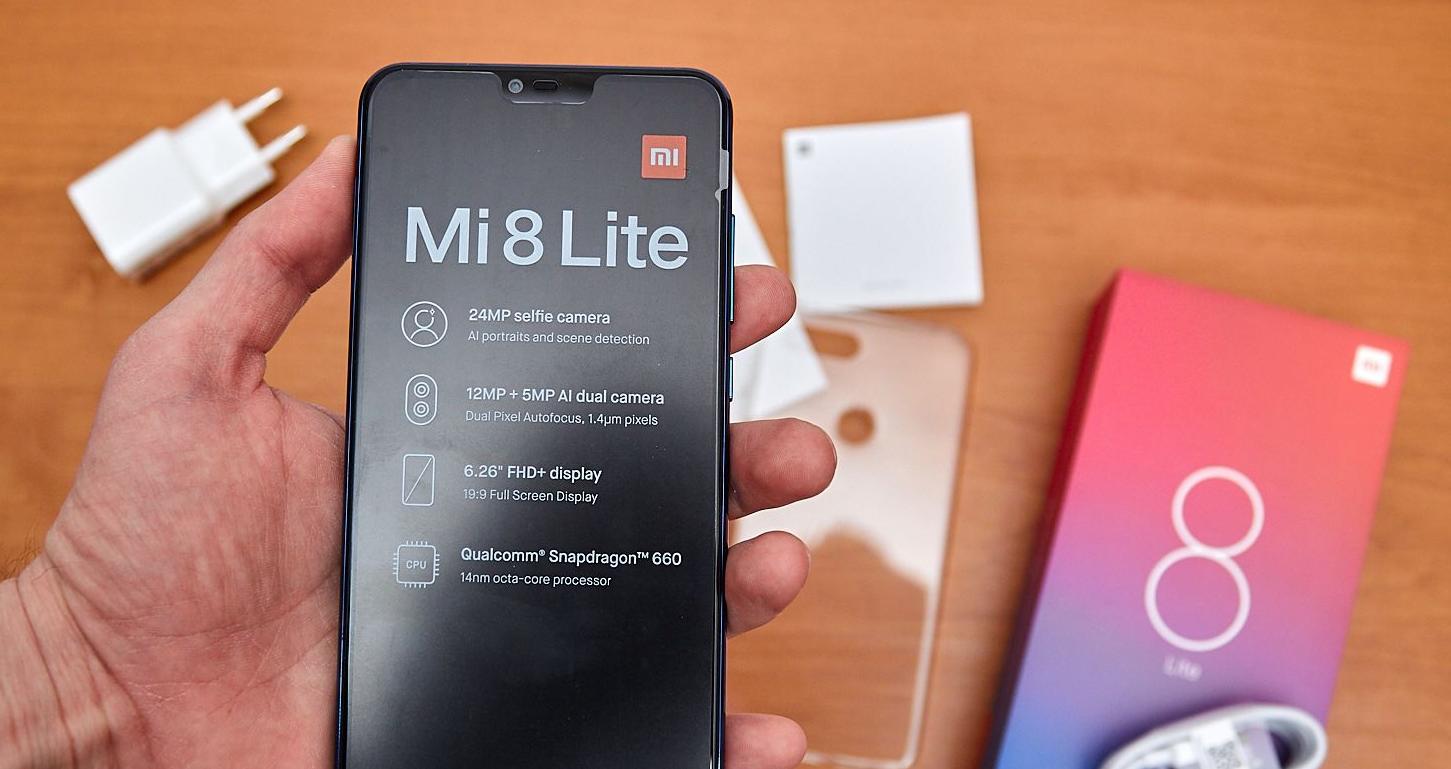 mi
Mi 8 Lite
24MP selfie camera
AI portraits and scene detection
12MP + 5MP AI dual camera
Dual Pixel Autofocus, 1.4µm pixels
6.26" FHD+ display
19:9 Full Screen Display
CPU
Qualcomm® Snapdragon™ 660
14nm octa-core processor
mi
8
Lite